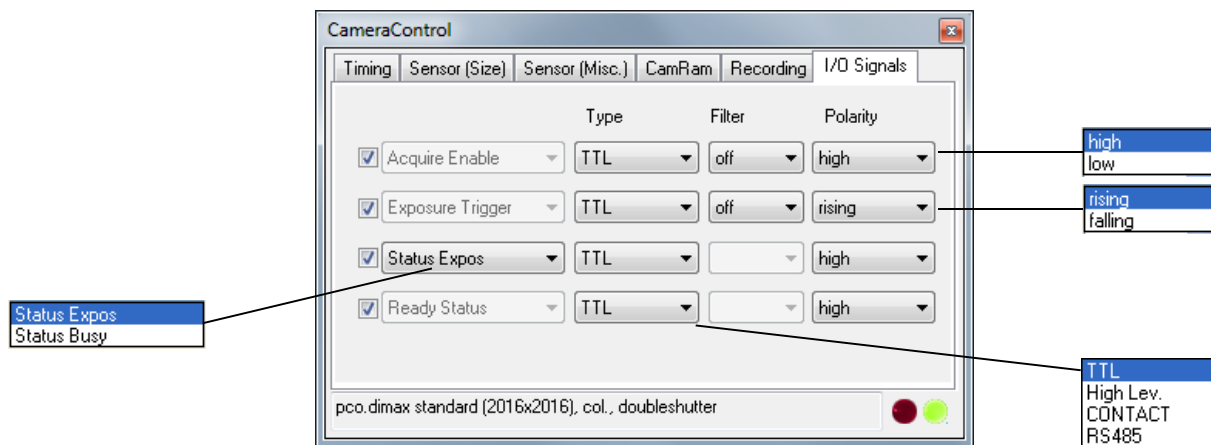 CameraControl
Timing Sensor (Size) Sensor (Misc.) CamRam Recording I/O Signals
Type Filter Polarity
Acquire Enable TTL off high
Exposure Trigger TTL off rising
Status Expos TTL high
Ready Status TTL high
pco.dimax standard (2016x2016), col., doubleshutter
high
low
rising
falling
Status Expos
Status Busy
TTL
High Lev.
CONTACT
RS485